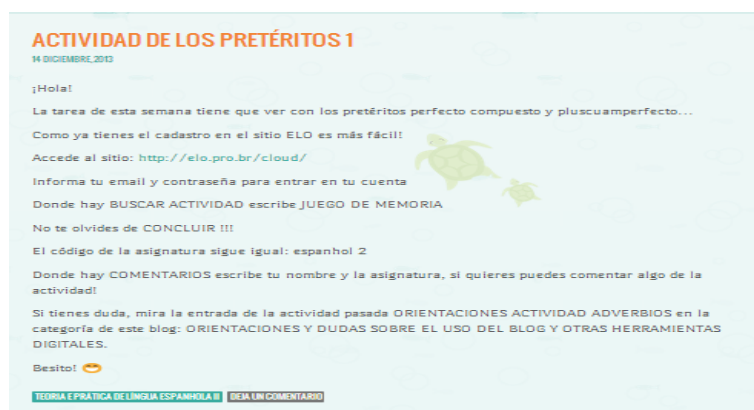 ACTIVIDAD DE LOS PRETÉRITOS 1
14 DICIEMBRE, 2013
¡Hola!
La tarea de esta semana tiene que ver con los pretéritos perfecto compuesto y pluscuamperfecto...
Como ya tienes el cadastro en el sitio ELO es más fácil!
Accede al sitio: http://elo.pro.br/cloud/
Informa tu email y contraseña para entrar en tu cuenta
Donde hay BUSCAR ACTIVIDAD escribe JUEGO DE MEMORIA
No te olvides de CONCLUIR !!!
El código de la asignatura sigue igual: espanhol 2
Donde hay COMENTARIOS escribe tu nombre y la asignatura, si quieres puedes comentar algo de la
actividad!
Si tienes duda, mira la entrada de la actividad pasada ORIENTACIONES ACTIVIDAD ADVERBIOS en la
categoría de este blog: ORIENTACIONES Y DUDAS SOBRE EL USO DEL BLOG Y OTRAS HERRAMIENTAS
DIGITALES.
Besito!
TEORIA E PRÁTICA DE LÍNGUA ESPANHOLA II DEJA UN COMENTARIO